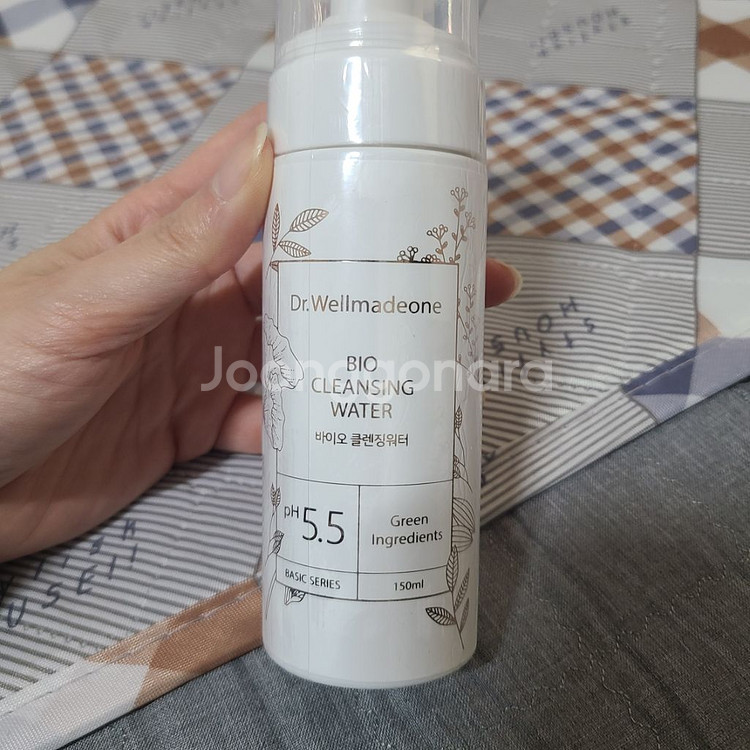 Dr.Wellmadeone
BIO
CLEANSING
WATER
바이오 클렌징워터
pH 5.5
Green
Ingredients
BASIC SERIES
150ml
Joonggonara